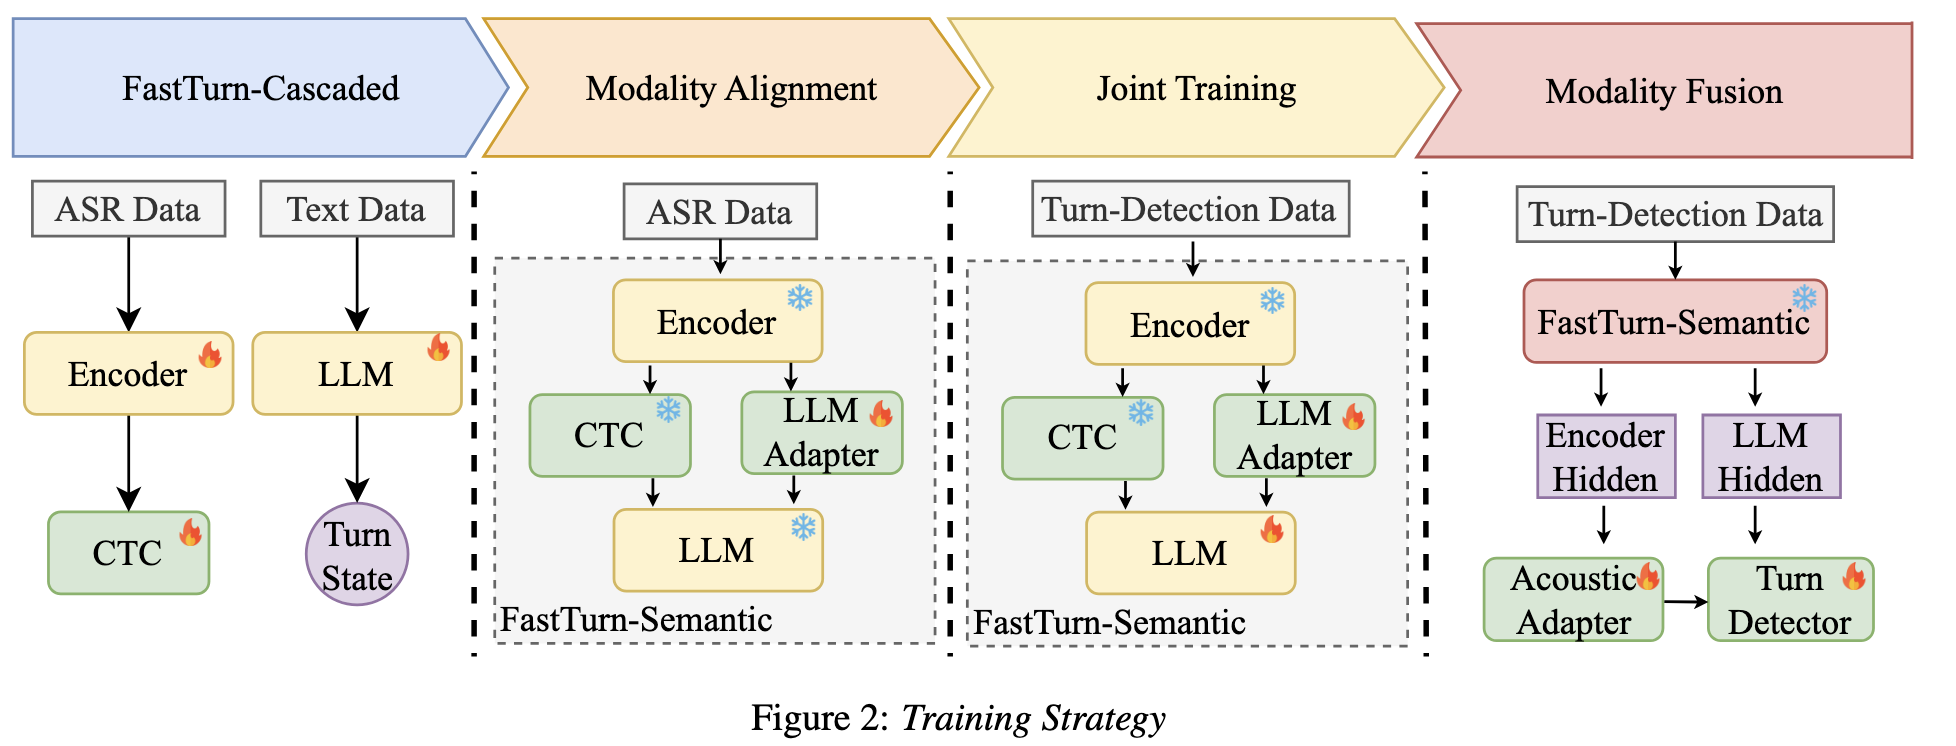 FastTurn-Cascaded
Modality Alignment
Joint Training
Modality Fusion
ASR Data
Text Data
Encoder
LLM
CTC
Turn
State
ASR Data
Encoder
CTC
LLM
Adapter
LLM
FastTurn-Semantic
Turn-Detection Data
Encoder
CTC
LLM
Adapter
LLM
FastTurn-Semantic
Turn-Detection Data
FastTurn-Semantic
Encoder
Hidden
LLM
Hidden
Acoustic
Adapter
Turn
Detector
Figure 2: Training Strategy